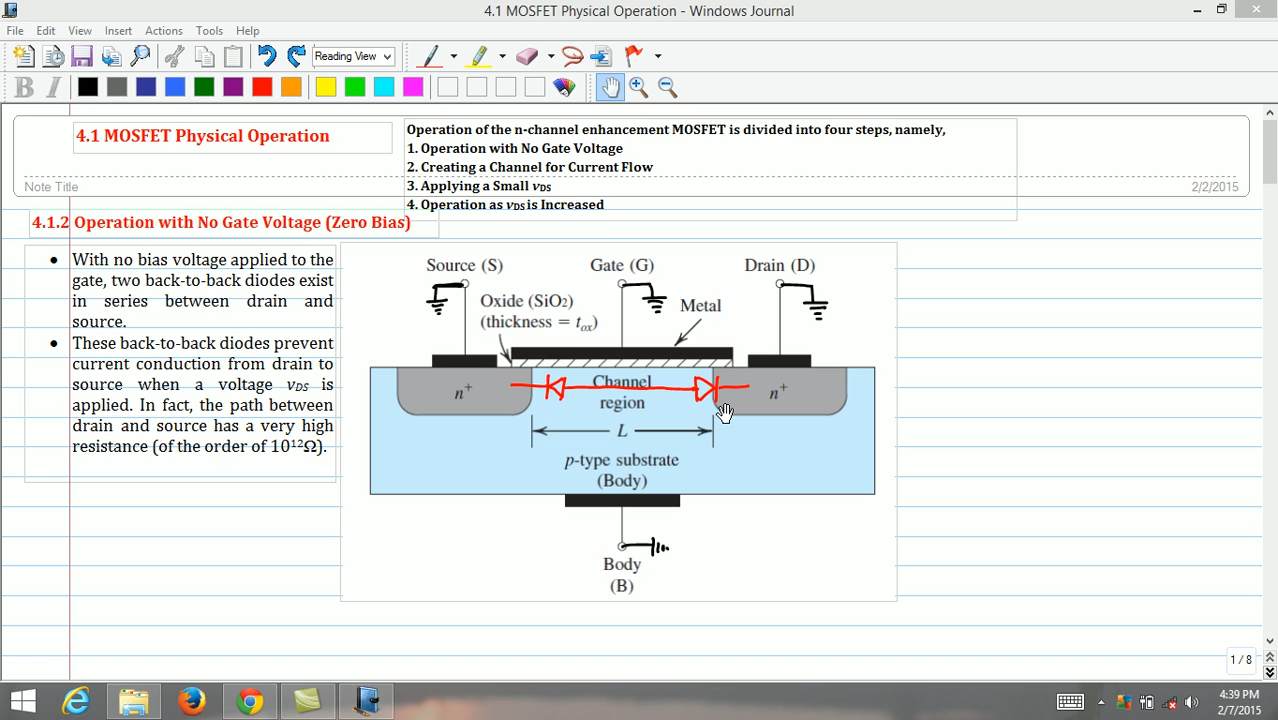 4.1 MOSFET Physical Operation - Windows Journal
File Edit View Insert Actions Tools Help
Reading View
B I
4.1 MOSFET Physical Operation
Operation of the n-channel enhancement MOSFET is divided into four steps, namely,
1. Operation with No Gate Voltage
2. Creating a Channel for Current Flow
3. Applying a Small vDS
4. Operation as vDS is Increased
Note Title
2/2/2015
4.1.2 Operation with No Gate Voltage (Zero Bias)
• With no bias voltage applied to the
gate, two back-to-back diodes exist
in series between drain and
source.
• These back-to-back diodes prevent
current conduction from drain to
source when a voltage vDS is
applied. In fact, the path between
drain and source has a very high
resistance (of the order of 10¹²Ω).
Source (S) Gate (G) Drain (D)
Oxide (SiO2)
(thickness = tox)
Metal
n+ Channel n+
region
L
p-type substrate
(Body)
Body
(B)
1 / 8
4:39 PM
2/7/2015